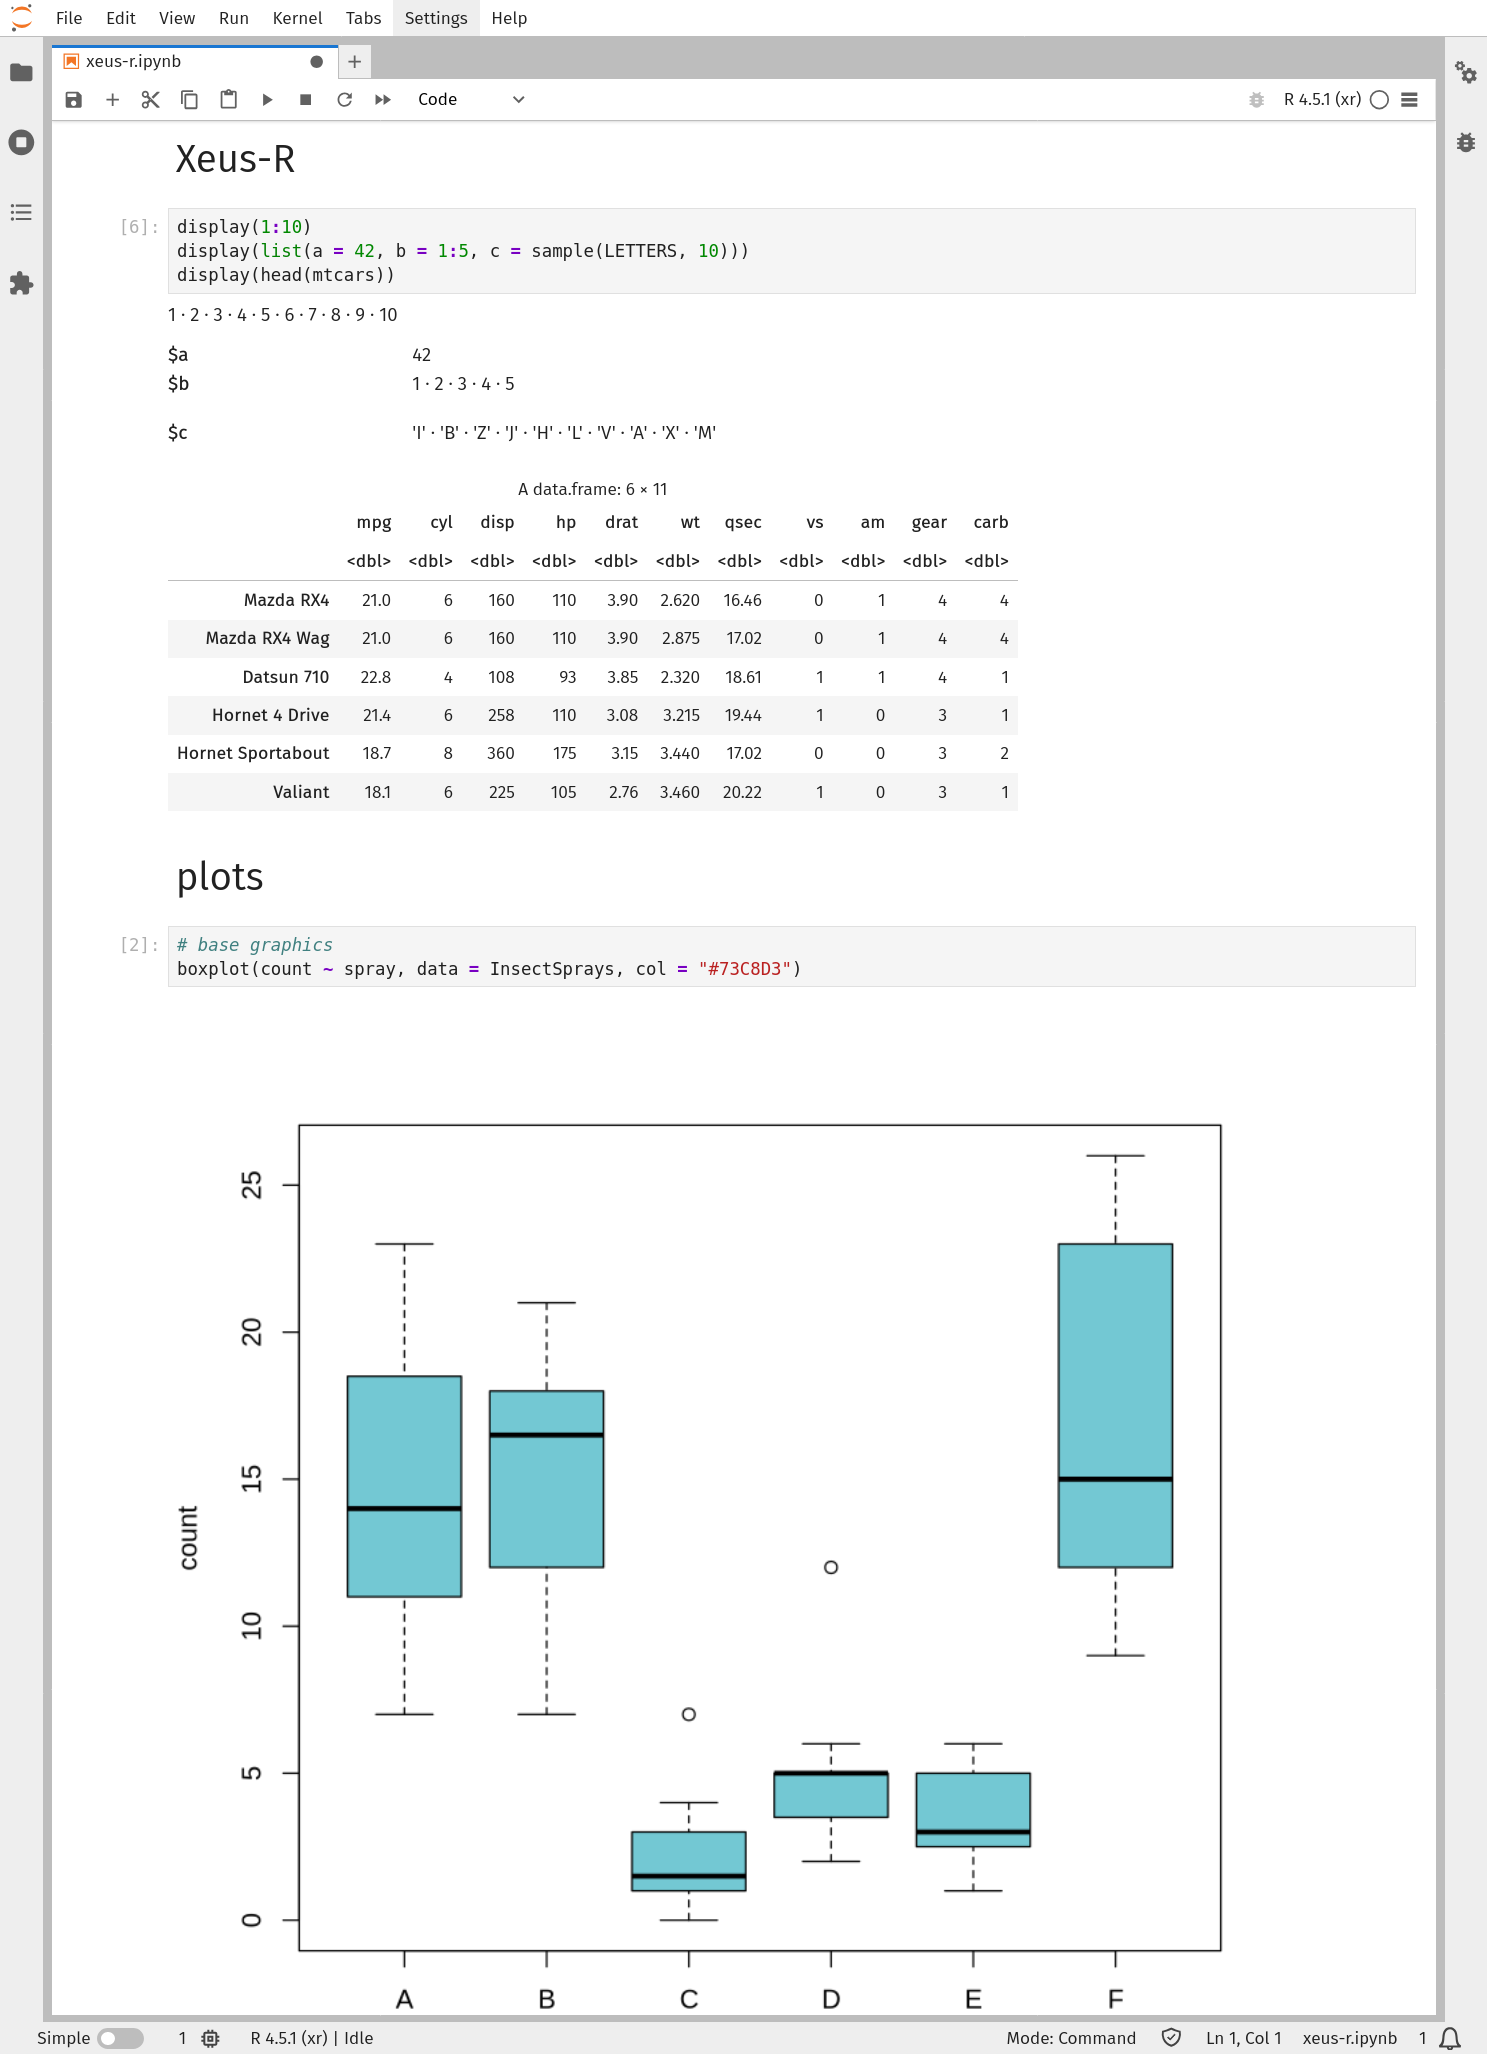 File Edit View Run Kernel Tabs Settings Help
xeus-r.ipynb
Code
R 4.5.1 (xr)
Xeus-R
[6]:
display(1:10)
display(list(a = 42, b = 1:5, c = sample(LETTERS, 10)))
display(head(mtcars))
1 · 2 · 3 · 4 · 5 · 6 · 7 · 8 · 9 · 10
$a 42
$b 1 · 2 · 3 · 4 · 5
$c 'I' · 'B' · 'Z' · 'J' · 'H' · 'L' · 'V' · 'A' · 'X' · 'M'
A data.frame: 6 × 11
mpg cyl disp hp drat wt qsec vs am gear carb
<dbl> <dbl> <dbl> <dbl> <dbl> <dbl> <dbl> <dbl> <dbl> <dbl> <dbl>
Mazda RX4 21.0 6 160 110 3.90 2.620 16.46 0 1 4 4
Mazda RX4 Wag 21.0 6 160 110 3.90 2.875 17.02 0 1 4 4
Datsun 710 22.8 4 108 93 3.85 2.320 18.61 1 1 4 1
Hornet 4 Drive 21.4 6 258 110 3.08 3.215 19.44 1 0 3 1
Hornet Sportabout 18.7 8 360 175 3.15 3.440 17.02 0 0 3 2
Valiant 18.1 6 225 105 2.76 3.460 20.22 1 0 3 1
plots
[2]:
# base graphics
boxplot(count ~ spray, data = InsectSprays, col = "#73C8D3")
25
20
15
10
5
0
count
A B C D E F
Simple 1 R 4.5.1 (xr) | Idle Mode: Command Ln 1, Col 1 xeus-r.ipynb 1